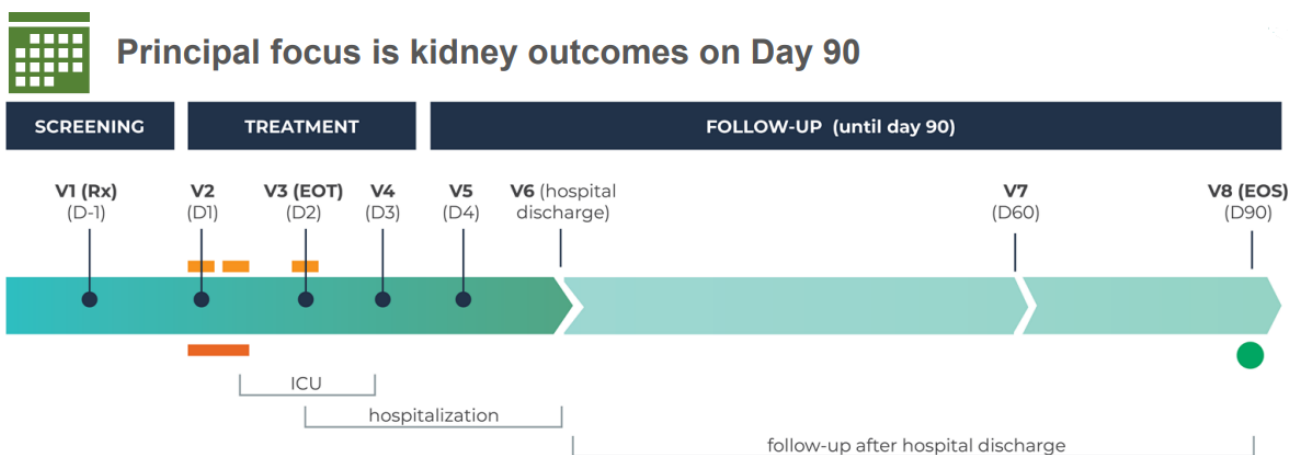 Principal focus is kidney outcomes on Day 90
SCREENING
TREATMENT
FOLLOW-UP (until day 90)
V1 (Rx)
(D-1)
V2
(D1)
V3 (EOT)
(D2)
V4
(D3)
V5
(D4)
V6 (hospital
discharge)
V7
(D60)
V8 (EOS)
(D90)
ICU
hospitalization
follow-up after hospital discharge